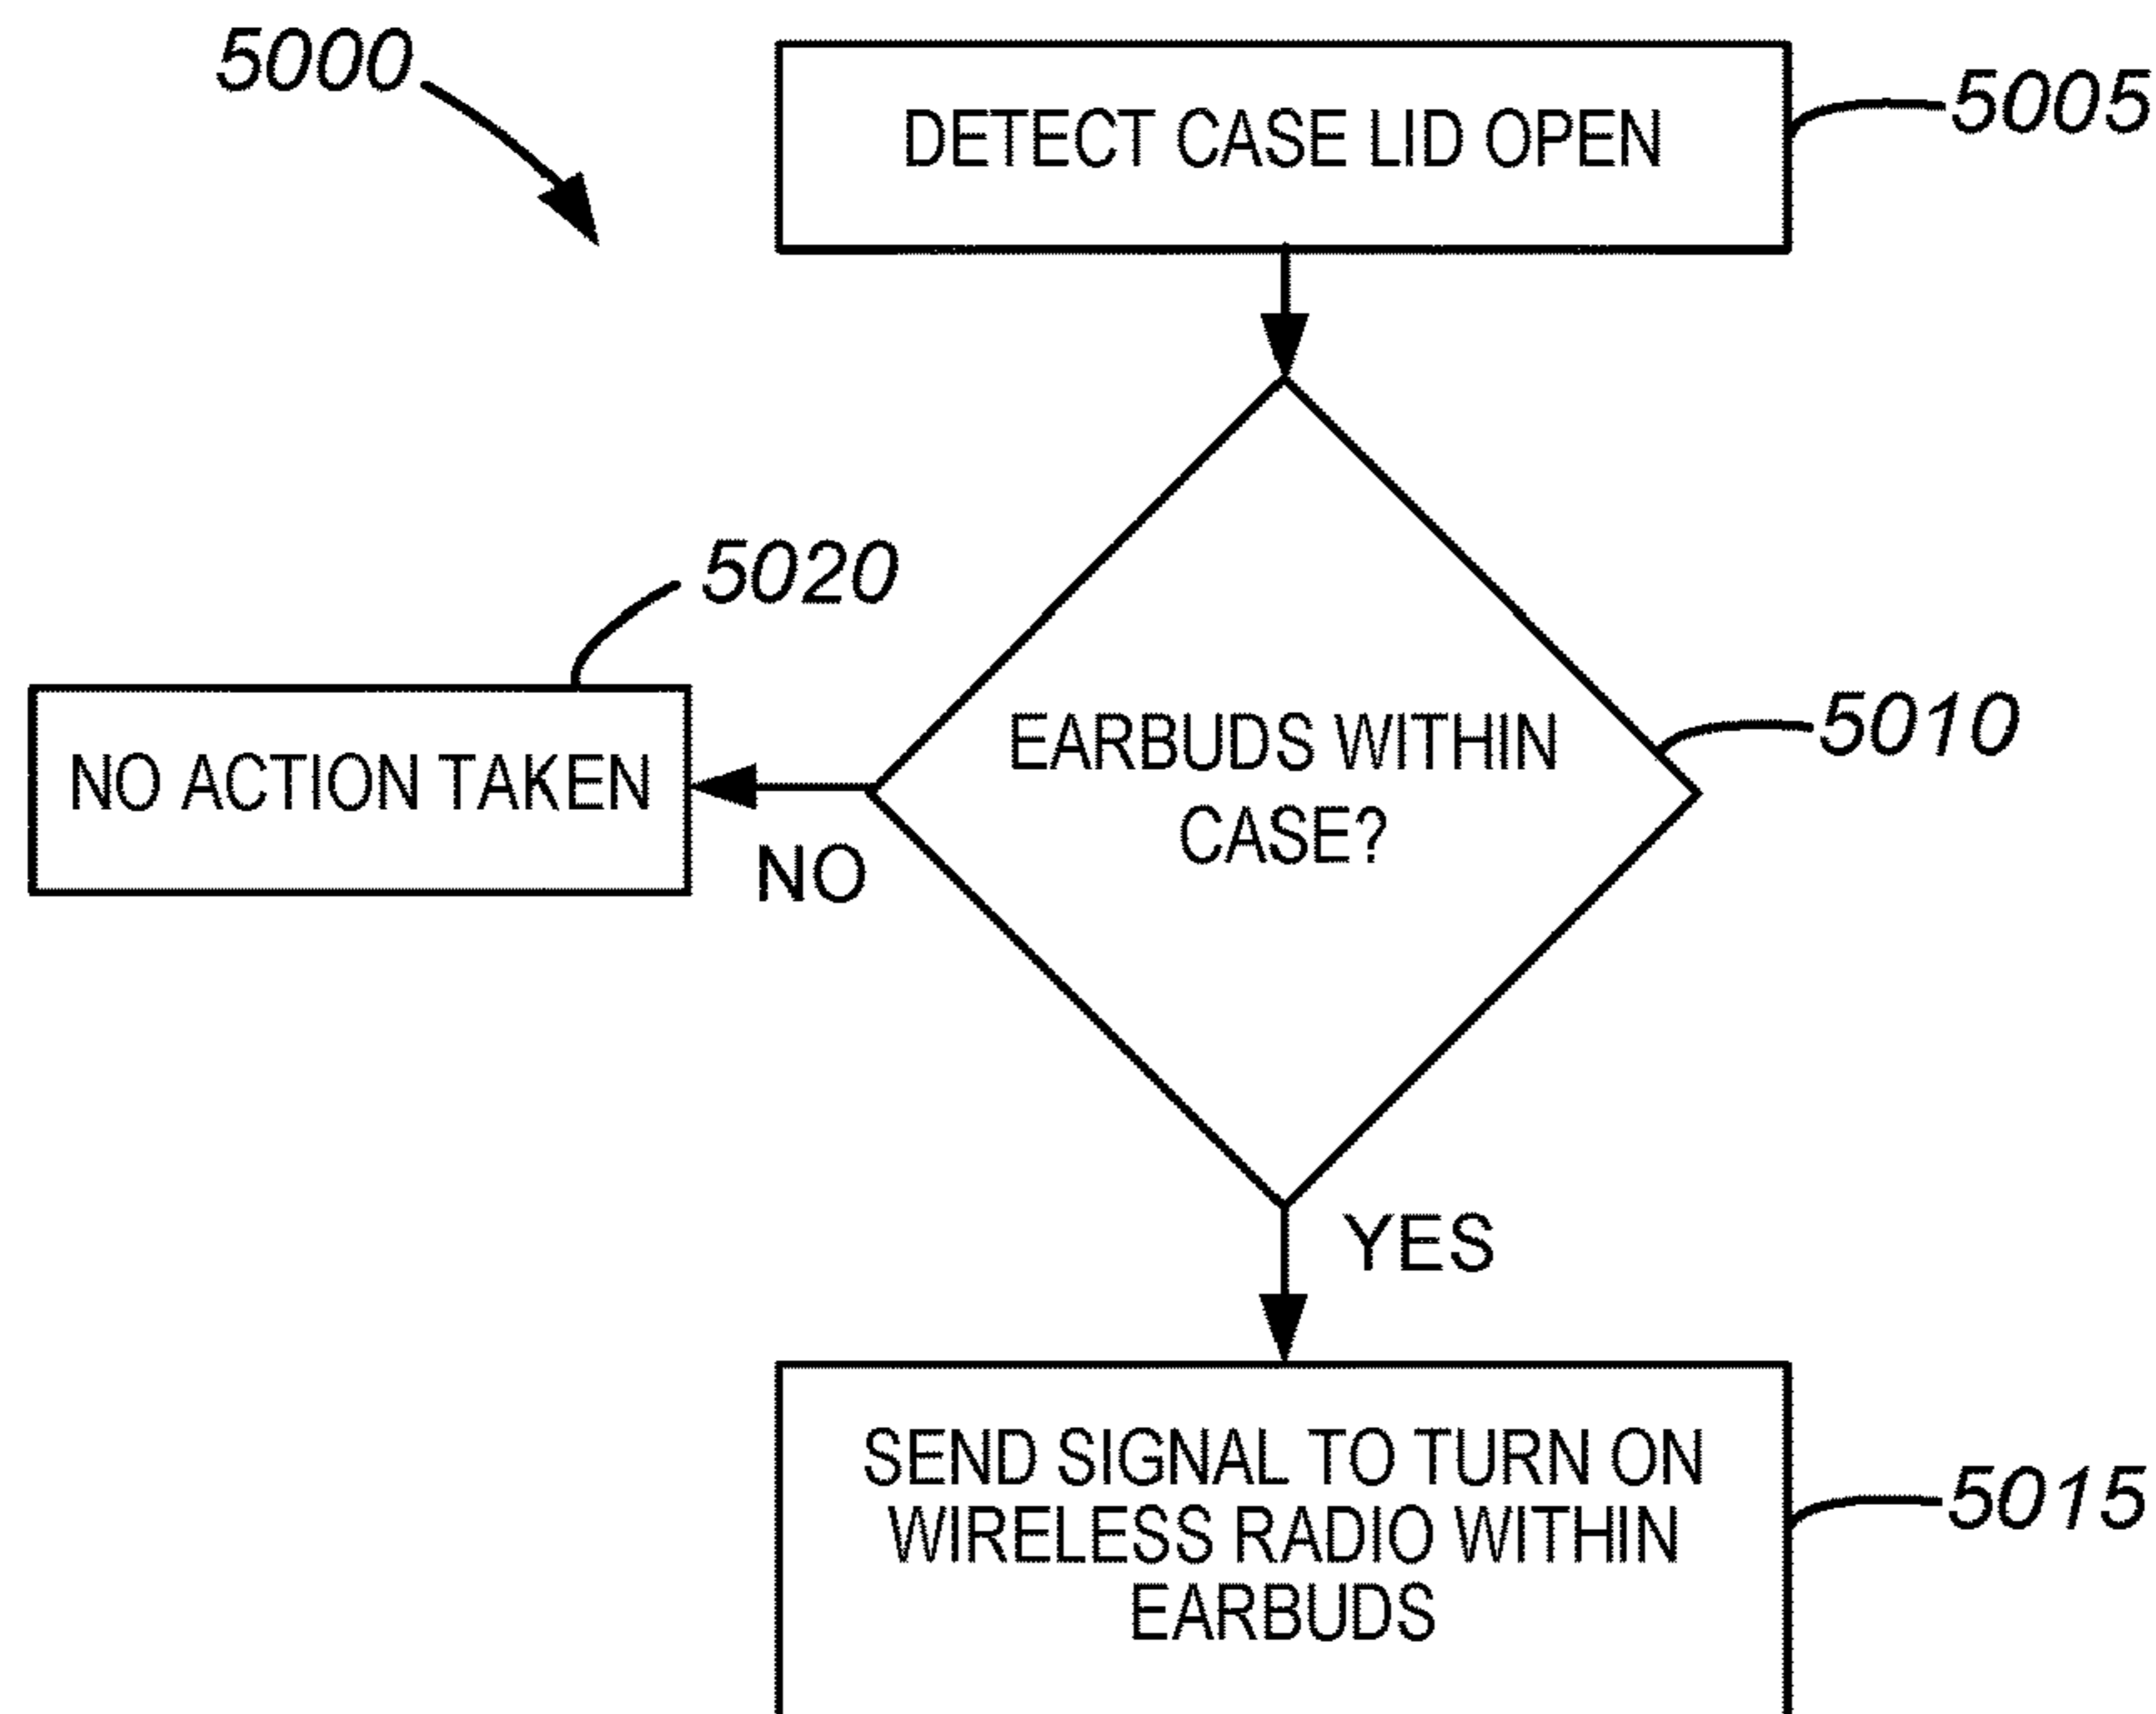 5000
DETECT CASE LID OPEN
5005
5020
EARBUDS WITHIN
CASE?
5010
NO ACTION TAKEN
NO
YES
SEND SIGNAL TO TURN ON
WIRELESS RADIO WITHIN
EARBUDS
5015